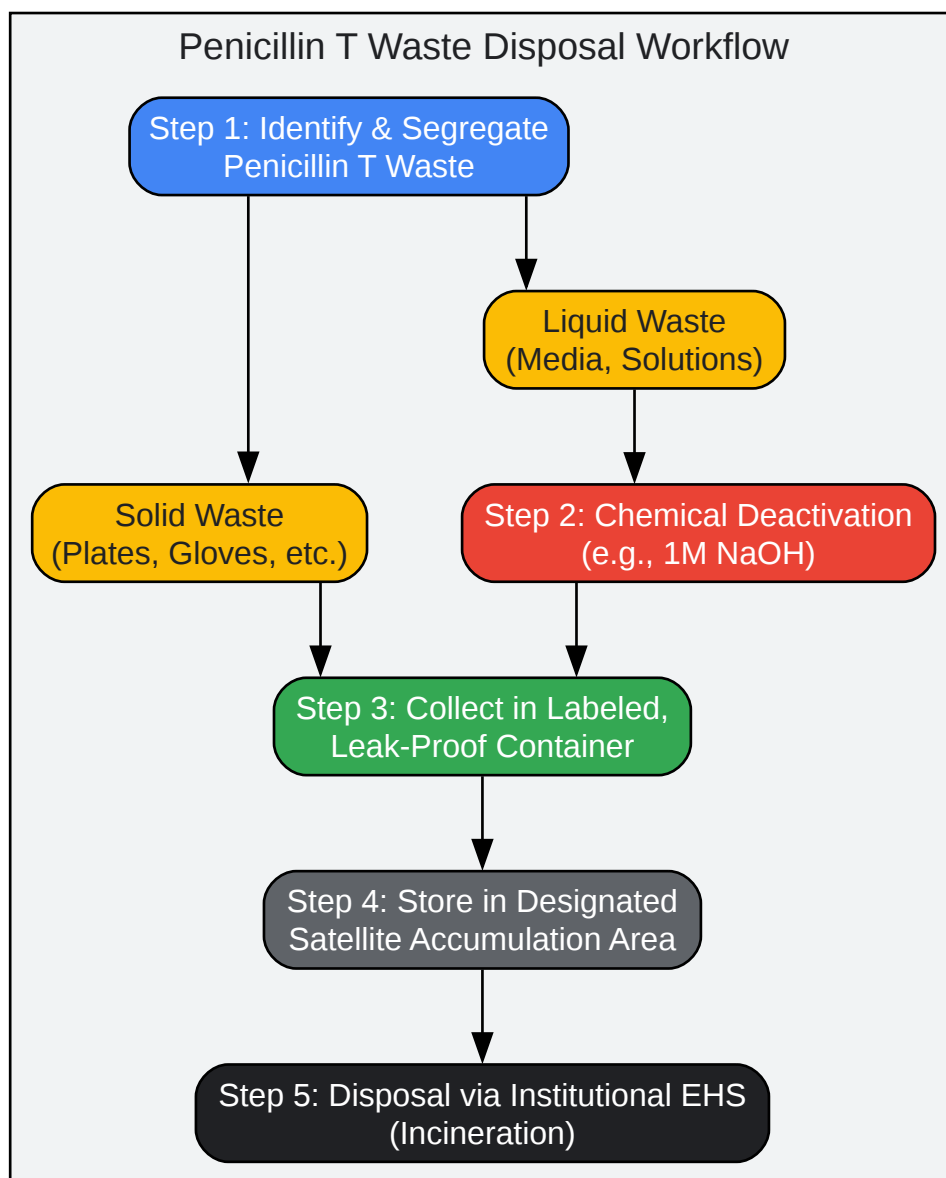 Penicillin T Waste Disposal Workflow
Step 1: Identify & Segregate
Penicillin T Waste
Liquid Waste
(Media, Solutions)
Solid Waste
(Plates, Gloves, etc.)
Step 2: Chemical Deactivation
(e.g., 1M NaOH)
Step 3: Collect in Labeled,
Leak-Proof Container
Step 4: Store in Designated
Satellite Accumulation Area
Step 5: Disposal via Institutional EHS
(Incineration)